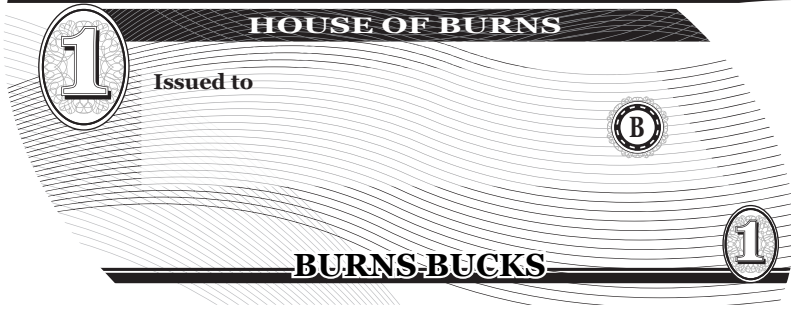 HOUSE OF BURNS
1
Issued to
B
1
BURNS BUCKS